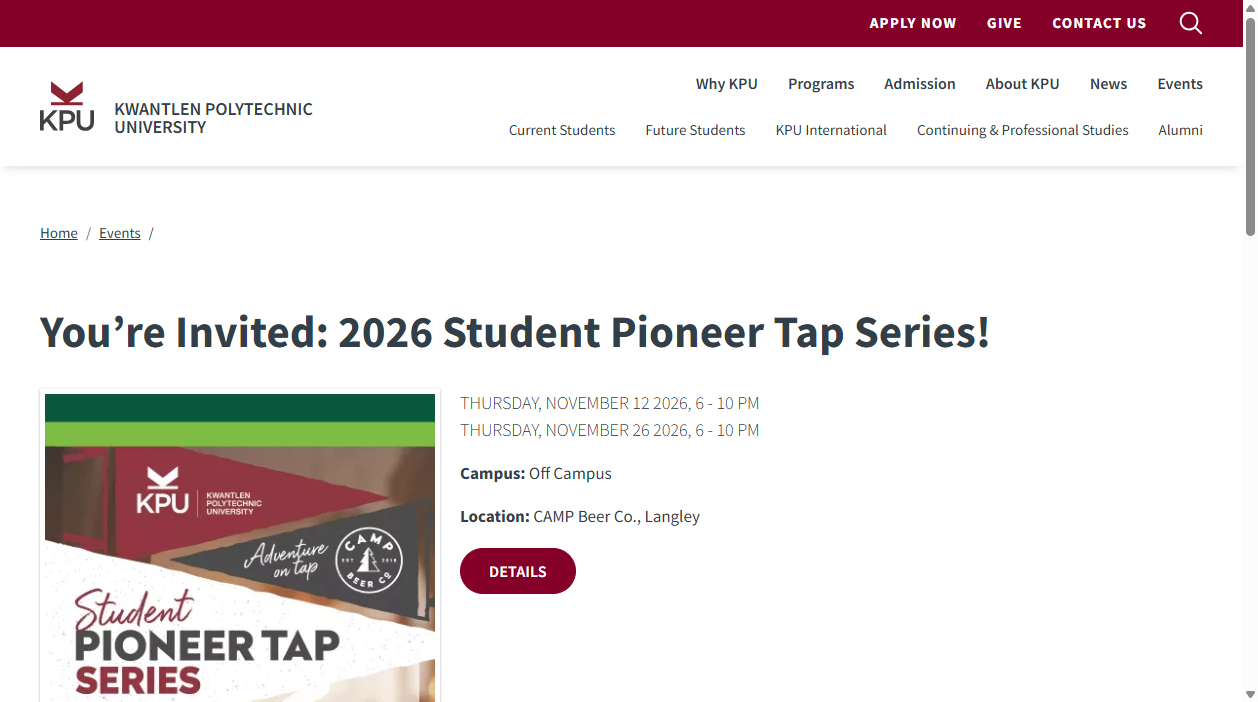 APPLY NOW GIVE CONTACT US
KPU
KWANTLEN POLYTECHNIC
UNIVERSITY
Why KPU Programs Admission About KPU News Events
Current Students Future Students KPU International Continuing & Professional Studies Alumni
Home / Events /
You’re Invited: 2026 Student Pioneer Tap Series!
THURSDAY, NOVEMBER 12 2026, 6 - 10 PM
THURSDAY, NOVEMBER 26 2026, 6 - 10 PM
Campus: Off Campus
Location: CAMP Beer Co., Langley
DETAILS
KPU
KWANTLEN
POLYTECHNIC
UNIVERSITY
Adventure
on tap
CAMP
BEER CO
Student
PIONEER TAP
SERIES